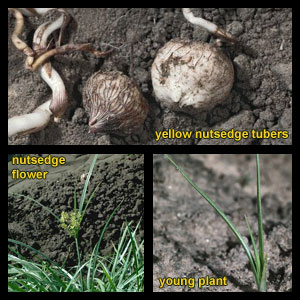 yellow nutsedge tubers
nutsedge
flower
young plant